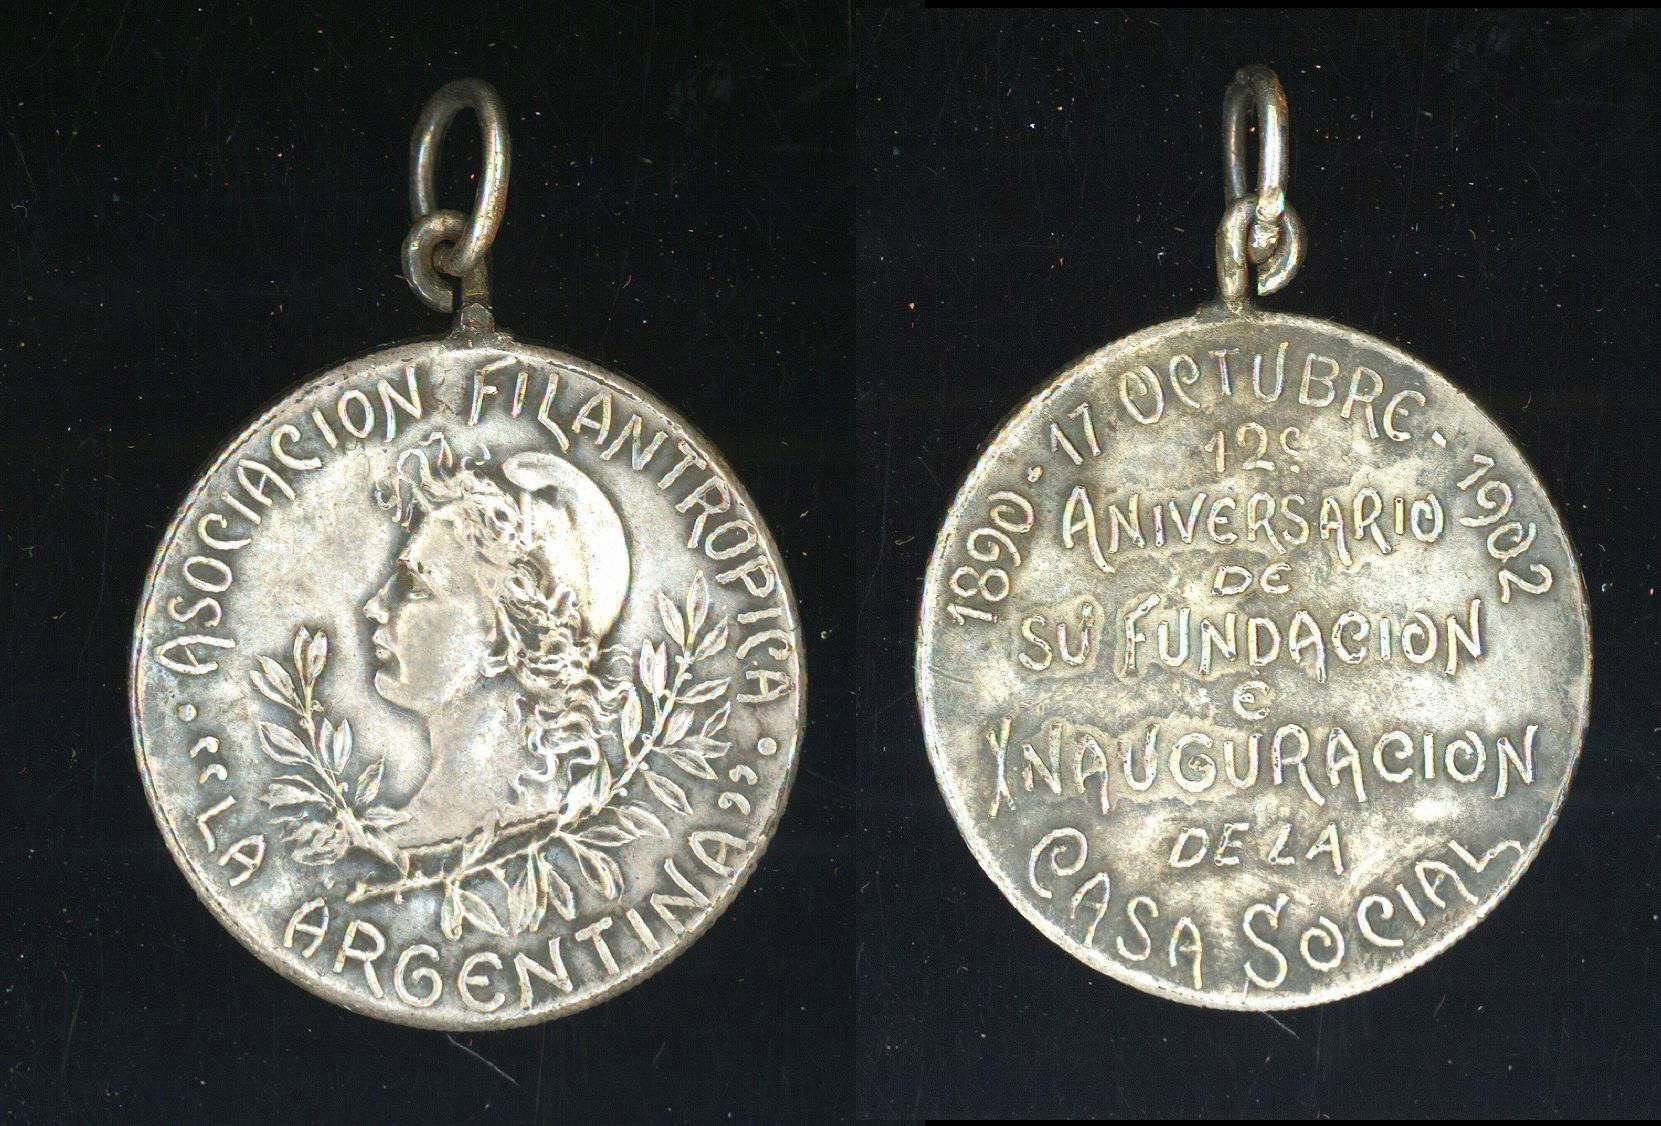 ASOCIACION FILANTROPICA
LA ARGENTINA
1890 · 17 OCTUBRE - 1902
12º
ANIVERSARIO
DE
SU FUNDACION
E
INAUGURACION
DE LA
CASA SOCIAL